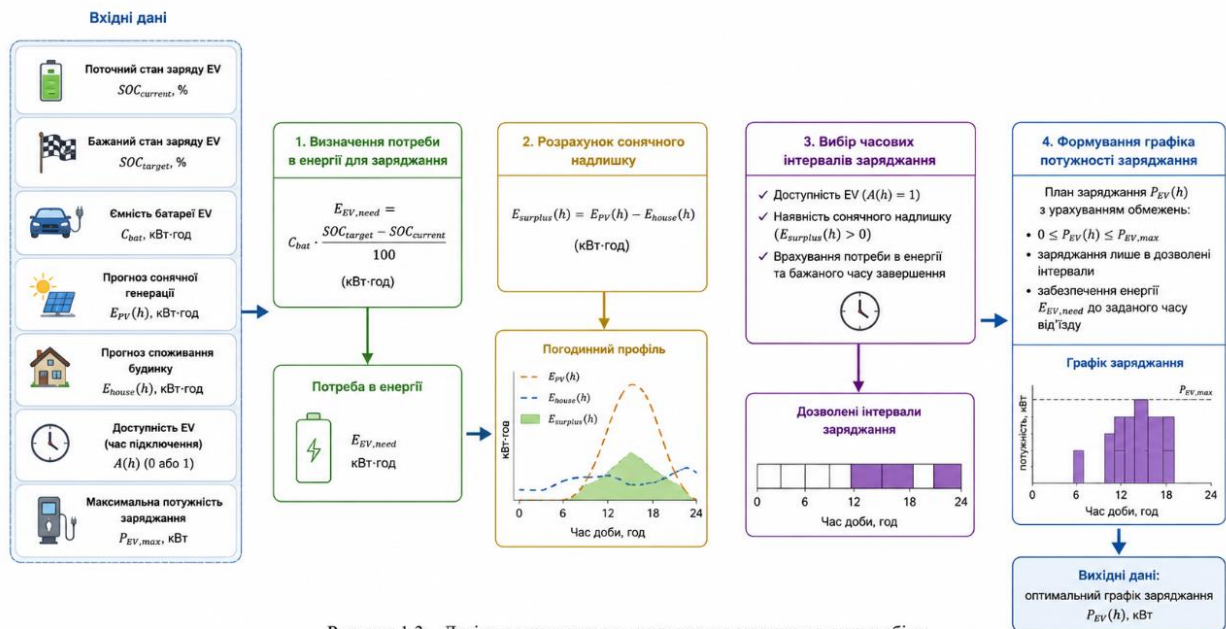 Вхідні дані
Поточний стан заряду EV
SOC_current, %
Бажаний стан заряду EV
SOC_target, %
Ємність батареї EV
C_bat, кВт·год
Прогноз сонячної
генерації
E_PV(h), кВт·год
Прогноз споживання
будинку
E_house(h), кВт·год
Доступність EV
(час підключення)
A(h) (0 або 1)
Максимальна потужність
заряджання
P_EV,max, кВт
1. Визначення потреби
в енергії для заряджання
E_EV,need =
C_bat · (SOC_target − SOC_current) / 100
(кВт·год)
Потреба в енергії
E_EV,need
кВт·год
2. Розрахунок сонячного
надлишку
E_surplus(h) = E_PV(h) − E_house(h)
(кВт·год)
Погодинний профіль
E_PV(h)
E_house(h)
E_surplus(h)
кВт·гов
0 6 12 18 24
Час доби, год
3. Вибір часових
інтервалів заряджання
✓ Доступність EV (A(h) = 1)
✓ Наявність сонячного надлишку
(E_surplus(h) > 0)
✓ Врахування потреби в енергії
та бажаного часу завершення
Дозволені інтервали
заряджання
0 6 12 18 24
Час доби, год
4. Формування графіка
потужності заряджання
План заряджання P_EV(h)
з урахуванням обмежень:
• 0 ≤ P_EV(h) ≤ P_EV,max
• заряджання лише в дозволені
інтервали
• забезпечення енергії
E_EV,need до заданого часу
від'їзду
Графік заряджання
P_EV,max
потужність, кВт
0 6 12 18 24
Час доби, год
Вихідні дані:
оптимальний графік заряджання
P_EV(h), кВт